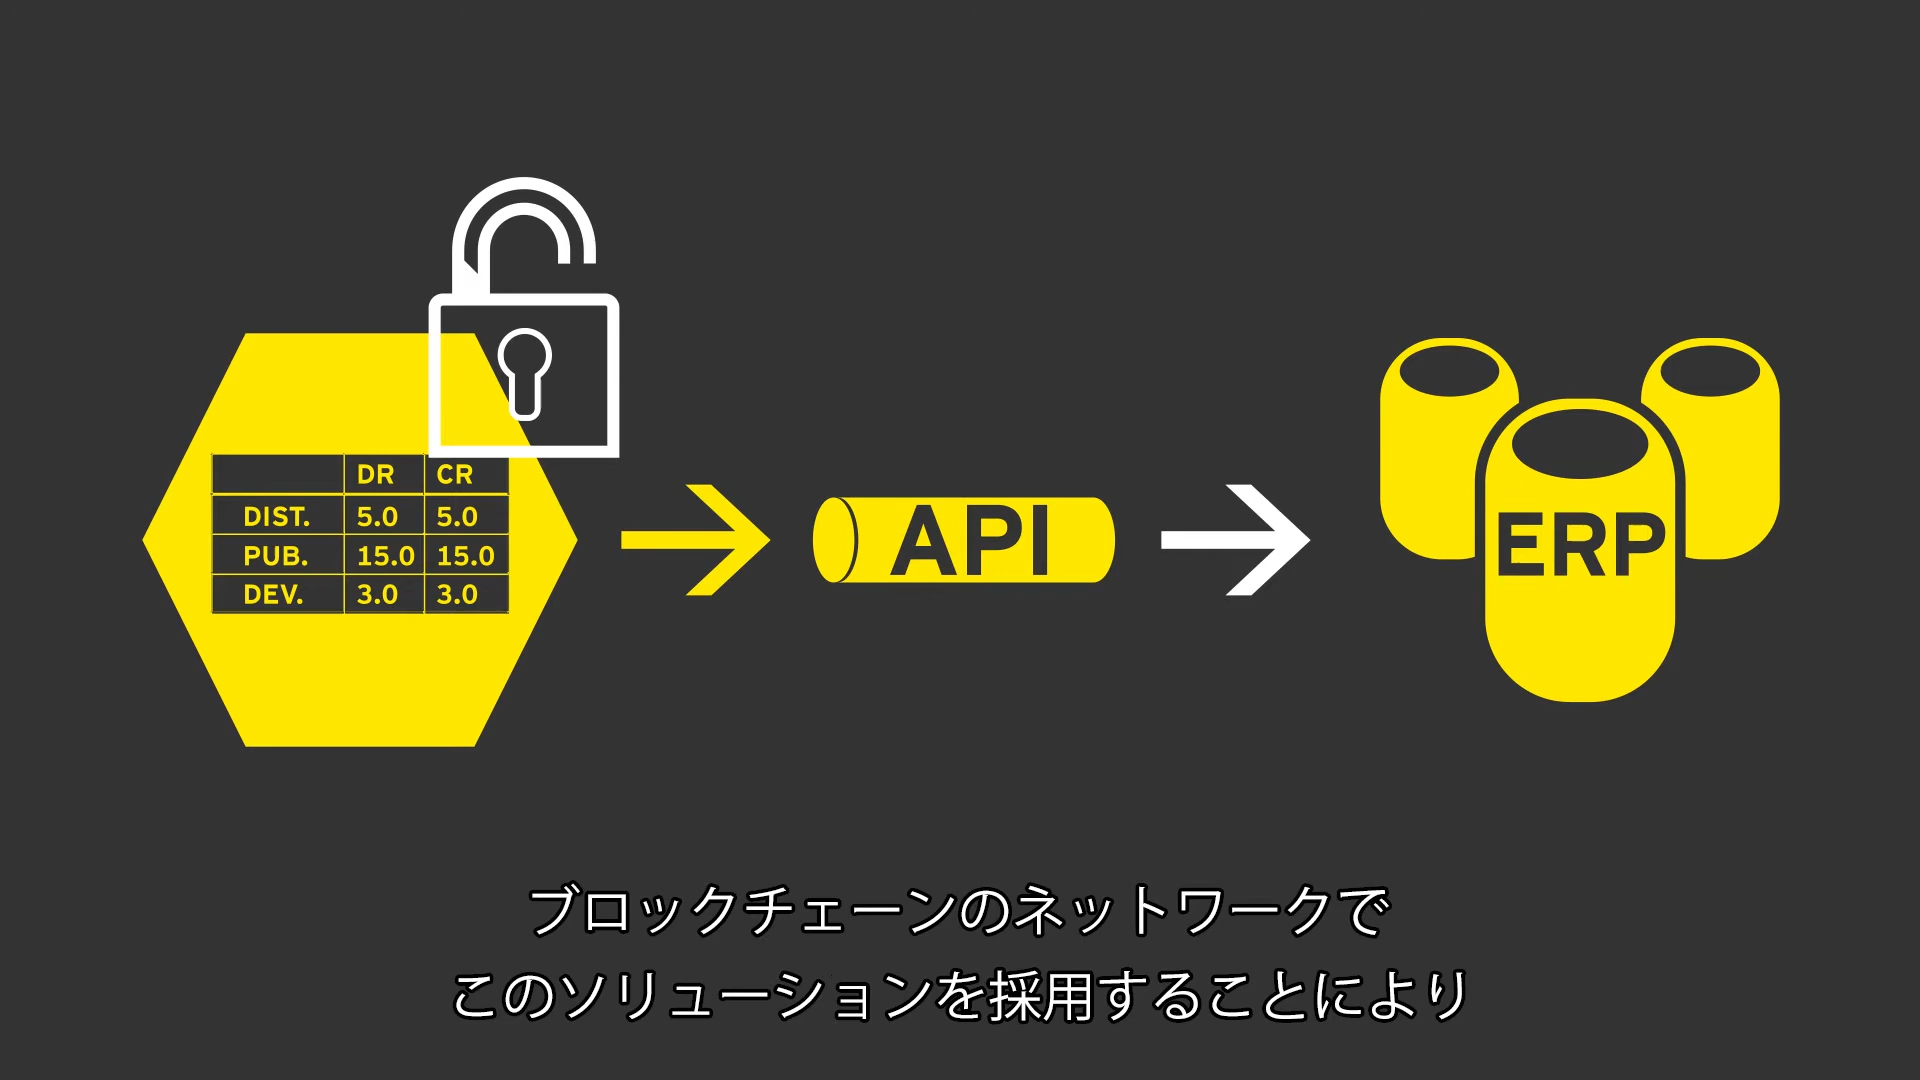 DR CR
DIST. 5.0 5.0
PUB. 15.0 15.0
DEV. 3.0 3.0
API
ERP
ブロックチェーンのネットワークで
このソリューションを採用することにより